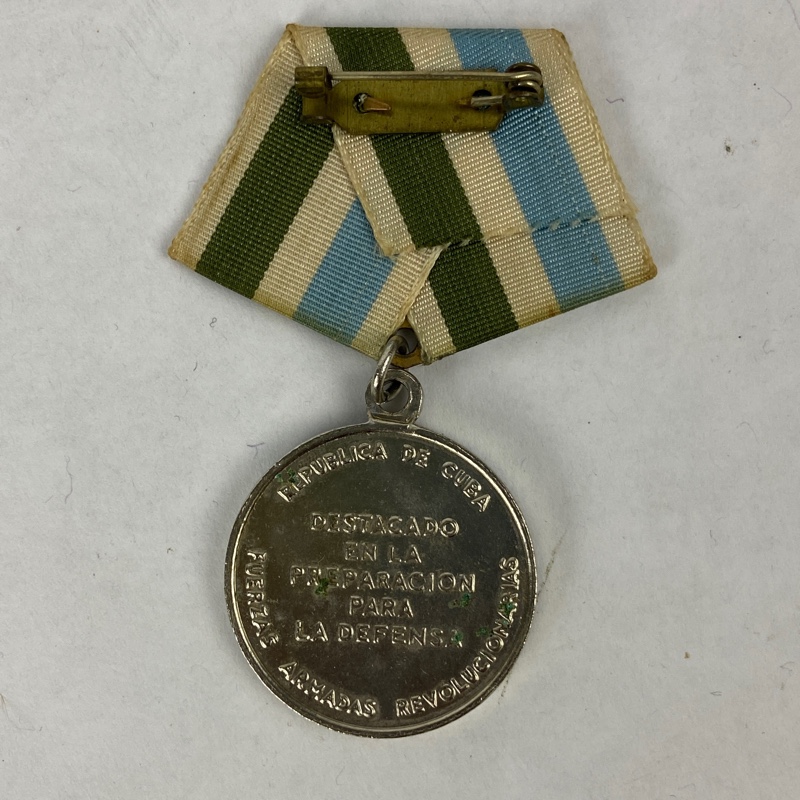 REPUBLICA DE CUBA
DESTACADO
EN LA
PREPARACION
PARA
LA DEFENSA
FUERZAS ARMADAS REVOLUCIONARIAS